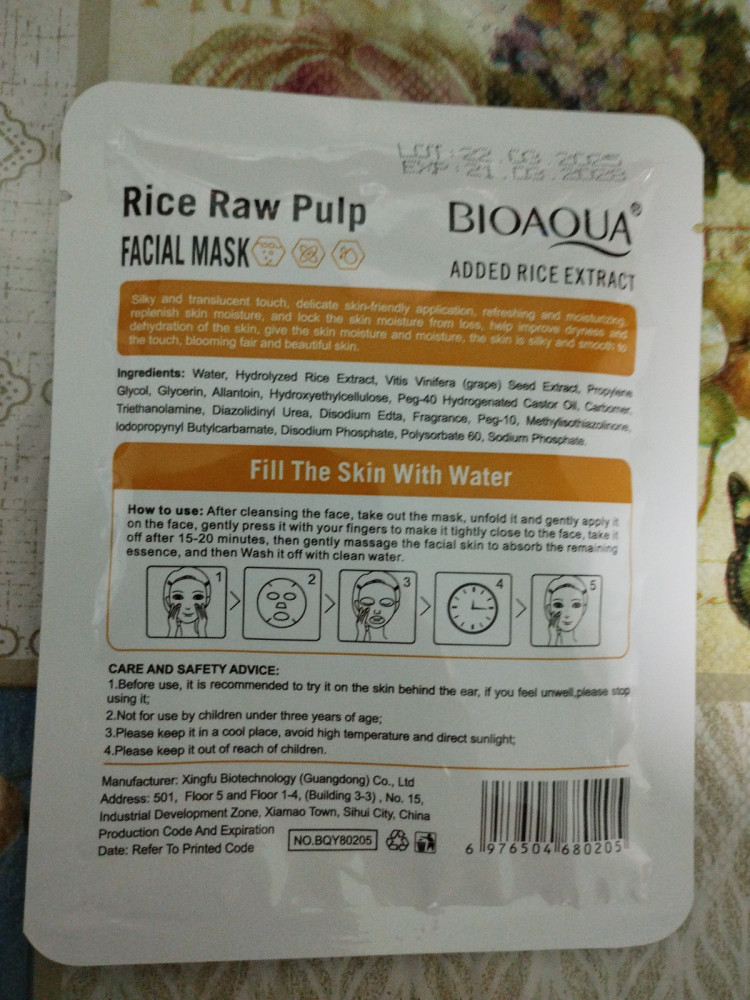 LOT:22.03.2025
EXP:21.03.2028
Rice Raw Pulp
FACIAL MASK
BIOAQUA®
ADDED RICE EXTRACT
Silky and translucent touch, delicate skin-friendly application, refreshing and moisturizing,
replenish skin moisture, and lock the skin moisture from loss, help improve dryness and
dehydration of the skin, give the skin moisture and moisture, the skin is silky and smooth to
the touch, blooming fair and beautiful skin.
Ingredients: Water, Hydrolyzed Rice Extract, Vitis Vinifera (grape) Seed Extract, Propylene
Glycol, Glycerin, Allantoin, Hydroxyethylcellulose, Peg-40 Hydrogenated Castor Oil, Carbomer,
Triethanolamine, Diazolidinyl Urea, Disodium Edta, Fragrance, Peg-10, Methylisothiazolinone,
Iodopropynyl Butylcarbamate, Disodium Phosphate, Polysorbate 60, Sodium Phosphate.
Fill The Skin With Water
How to use: After cleansing the face, take out the mask, unfold it and gently apply it
on the face, gently press it with your fingers to make it tightly close to the face, take it
off after 15-20 minutes, then gently massage the facial skin to absorb the remaining
essence, and then Wash it off with clean water.
1 2 3 4 5
CARE AND SAFETY ADVICE:
1.Before use, it is recommended to try it on the skin behind the ear, if you feel unwell,please stop
using it;
2.Not for use by children under three years of age;
3.Please keep it in a cool place, avoid high temperature and direct sunlight;
4.Please keep it out of reach of children.
Manufacturer: Xingfu Biotechnology (Guangdong) Co., Ltd
Address: 501, Floor 5 and Floor 1-4, (Building 3-3) , No. 15,
Industrial Development Zone, Xiamao Town, Sihui City, China
Production Code And Expiration
Date: Refer To Printed Code
NO.BQY80205
6 976504 680205